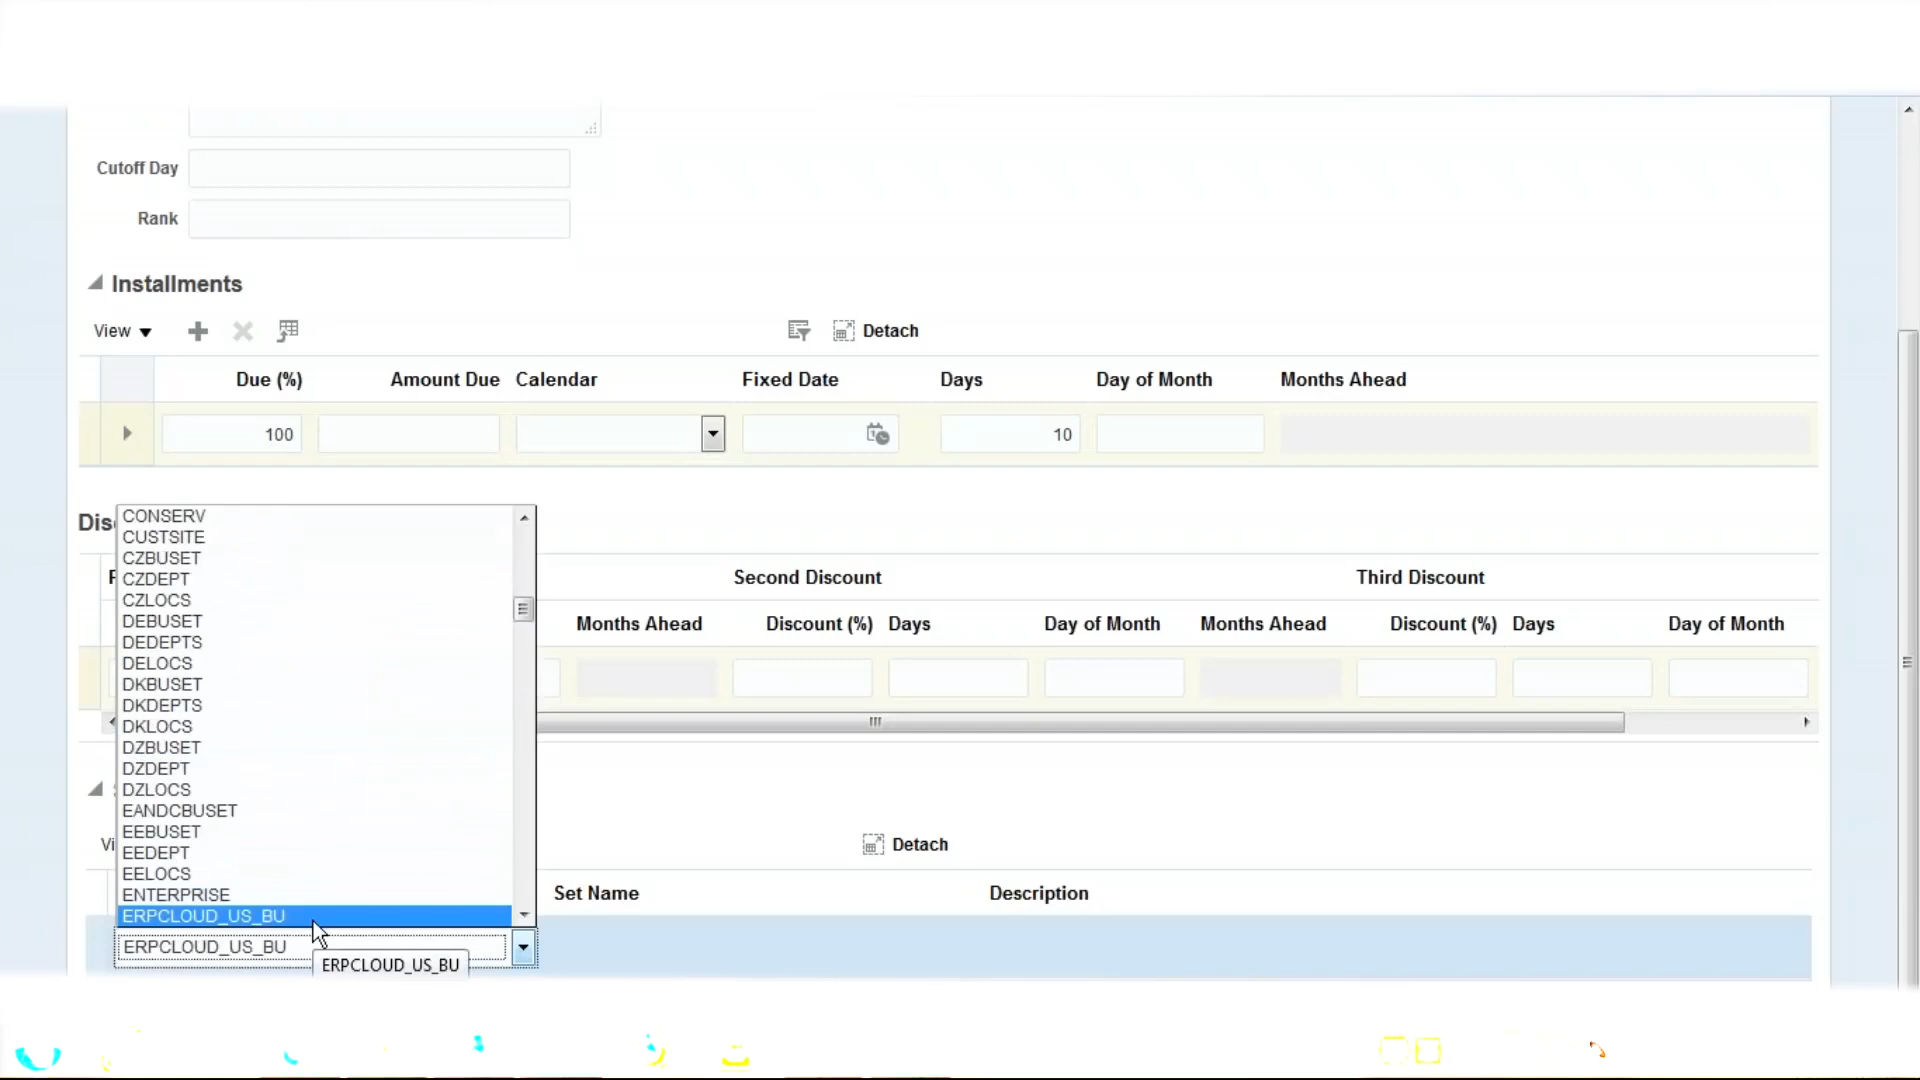 Cutoff Day
Rank
Installments
View
Detach
Due (%) Amount Due Calendar Fixed Date Days Day of Month Months Ahead
100 10
Second Discount Third Discount
Months Ahead Discount (%) Days Day of Month Months Ahead Discount (%) Days Day of Month
CONSERV
CUSTSITE
CZBUSET
CZDEPT
CZLOCS
DEBUSET
DEDEPTS
DELOCS
DKBUSET
DKDEPTS
DKLOCS
DZBUSET
DZDEPT
DZLOCS
EANDCBUSET
EEBUSET
EEDEPT
EELOCS
ENTERPRISE
ERPCLOUD_US_BU
Detach
Set Name Description
ERPCLOUD_US_BU
ERPCLOUD_US_BU